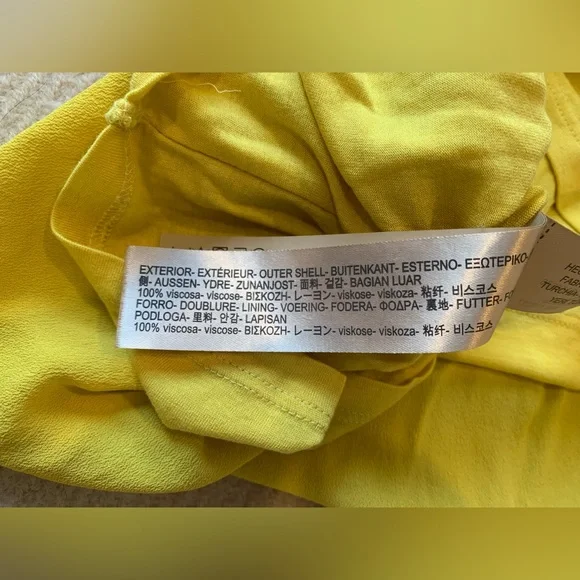 EXTERIOR- EXTÉRIEUR- OUTER SHELL- BUITENKANT- ESTERNO- ΕΞΩΤΕΡΙΚΟ-
側- AUSSEN- YDRE- ZUNANJOST- 面料- 겉감- BAGIAN LUAR
100% viscosa- viscose- ΒΙΣΚΟΖΗ- レーヨン- viskose- viskoza- 粘纤- 비스코스
FORRO- DOUBLURE- LINING- VOERING- FODERA- ΦΟΔΡΑ- 裏地- FUTTER- F
PODLOGA- 里料- 안감- LAPISAN
100% viscosa- viscose- ΒΙΣΚΟΖΗ- レーヨン- viskose- viskoza- 粘纤- 비스코스
HE
FAB
TURCH